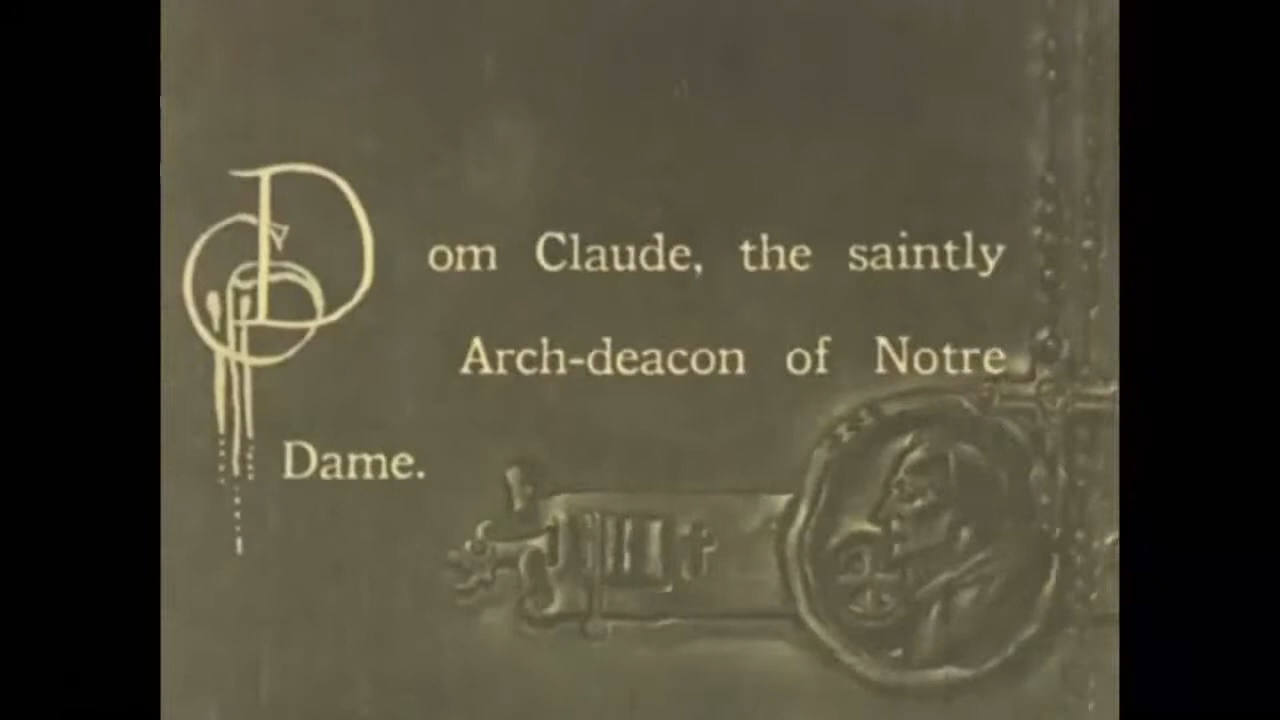 Dom Claude, the saintly
Arch-deacon of Notre
Dame.